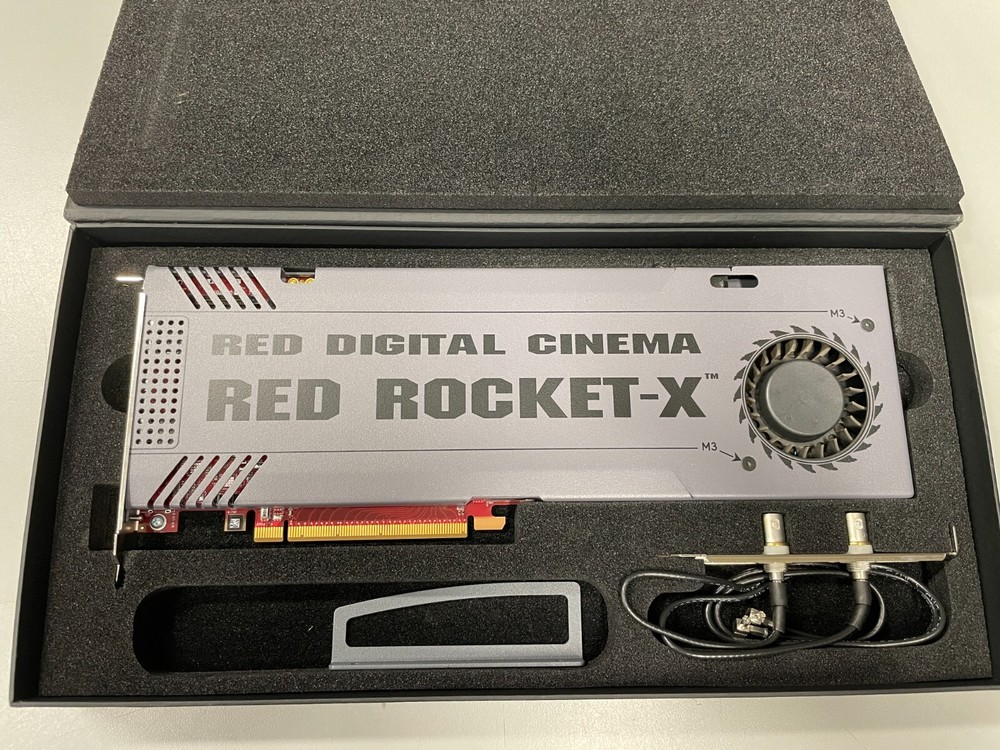 M3
RED DIGITAL CINEMA
RED ROCKET-X™
M3